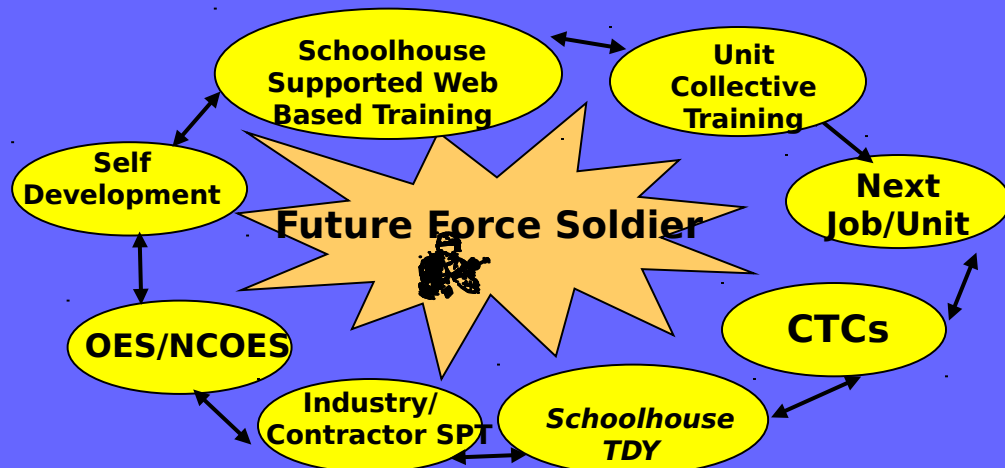 Schoolhouse
Supported Web
Based Training
Unit
Collective
Training
Self
Development
Next
Job/Unit
Future Force Soldier
OES/NCOES
CTCs
Industry/
Contractor SPT
Schoolhouse
TDY